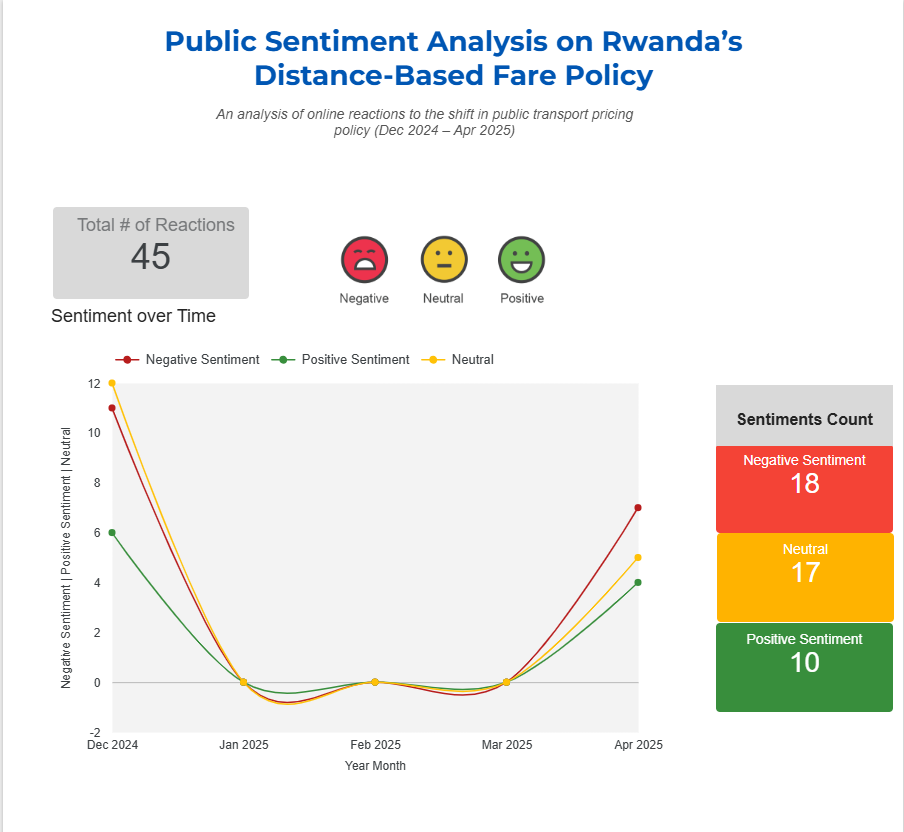 Public Sentiment Analysis on Rwanda’s
Distance-Based Fare Policy
An analysis of online reactions to the shift in public transport pricing
policy (Dec 2024 – Apr 2025)
Total # of Reactions
45
Negative
Neutral
Positive
Sentiment over Time
Negative Sentiment
Positive Sentiment
Neutral
Negative Sentiment | Positive Sentiment | Neutral
12
10
8
6
4
2
0
-2
Dec 2024
Jan 2025
Feb 2025
Mar 2025
Apr 2025
Year Month
Sentiments Count
Negative Sentiment
18
Neutral
17
Positive Sentiment
10